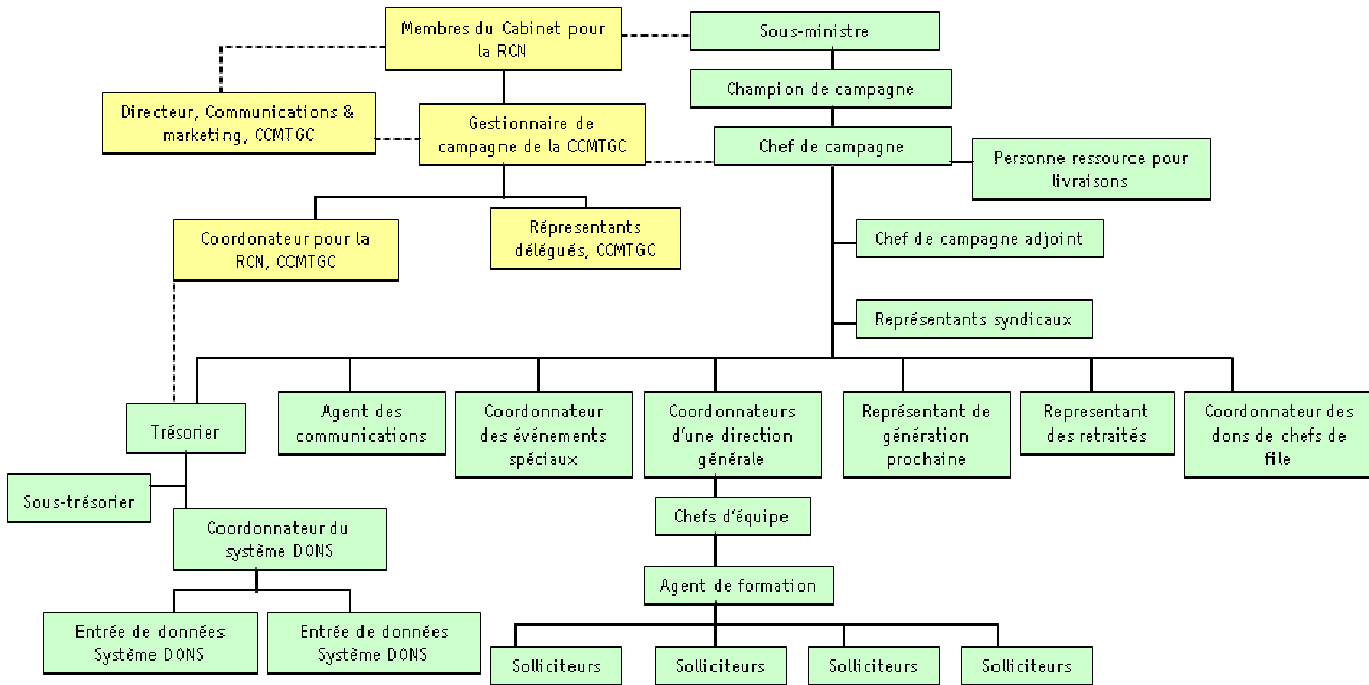 Membres du Cabinet pour
la RCN
Sous-ministre
Champion de campagne
Directeur, Communications &
marketing, CCMTGC
Gestionnaire de
campagne de la CCMTGC
Chef de campagne
Personne ressource pour
livraisons
Coordonateur pour la
RCN, CCMTGC
Répresentants
délégués, CCMTGC
Chef de campagne adjoint
Représentants syndicaux
Trésorier
Agent des
communications
Coordonnateur
des événements
spéciaux
Coordonnateurs
d'une direction
générale
Représentant de
génération
prochaine
Representant
des retraités
Coordonnateur des
dons de chefs de
file
Sous-trésorier
Coordonnateur du
système DONS
Chefs d'équipe
Agent de formation
Entrée de données
Système DONS
Entrée de données
Système DONS
Solliciteurs
Solliciteurs
Solliciteurs
Solliciteurs